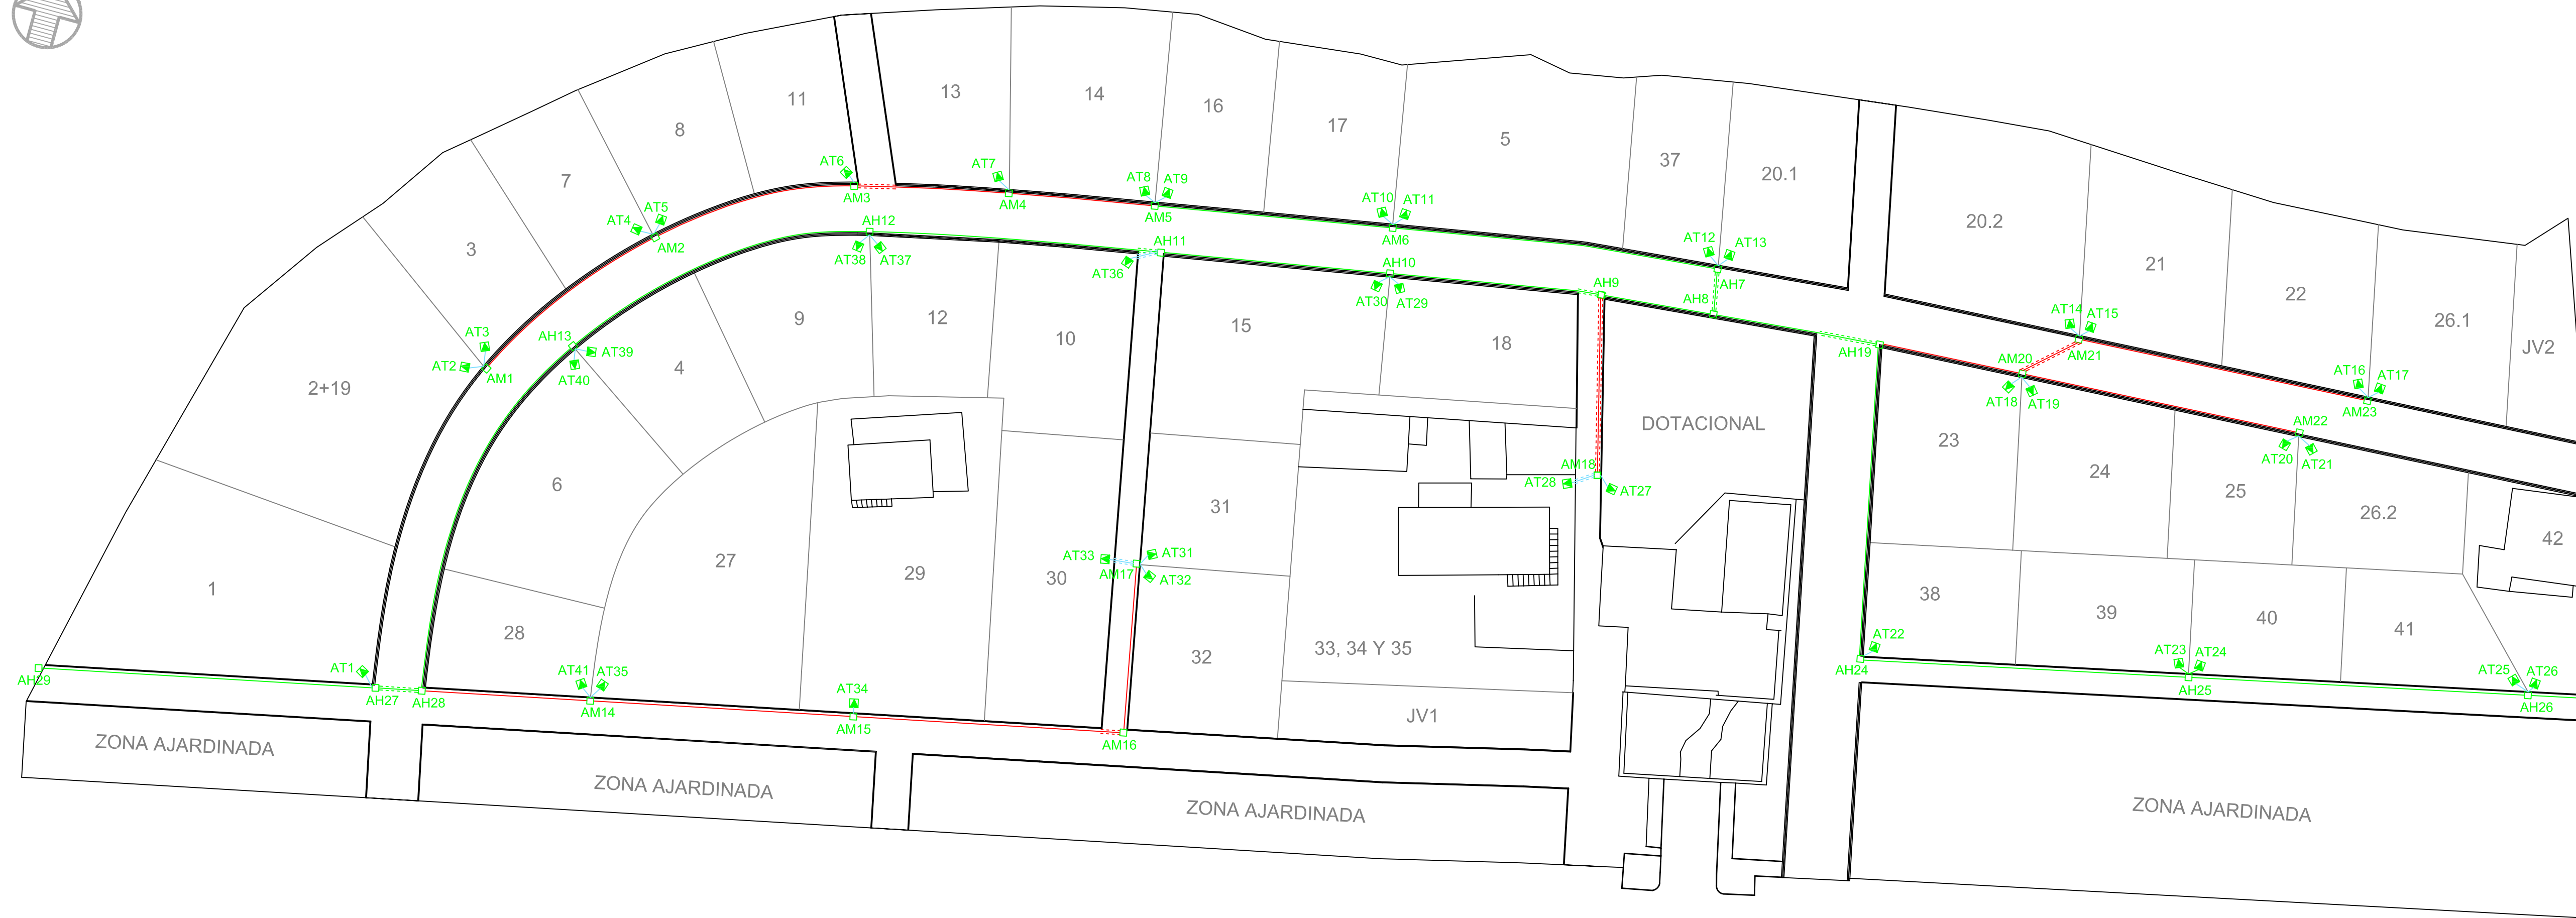 13
14
16
17
5
37
20.1
20.2
21
22
26.1
JV2
11
8
7
3
2+19
1
AT6
AM3
AT7
AM4
AT8
AT9
AM5
AT10
AT11
AM6
AT12
AT13
AH7
AH8
AT4
AT5
AM2
AH12
AT38
AT37
AH11
AT36
AH10
AT30
AT29
AH9
AT3
AT2
AM1
AH13
AT39
AT40
9
12
10
4
6
15
18
DOTACIONAL
AH19
AM20
AT14
AT15
AM21
AT18
AT19
AT16
AT17
AM23
AM22
AT20
AT21
23
24
25
26.2
42
AM18
AT28
AT27
31
27
29
30
AT33
AM17
AT31
AT32
28
32
33, 34 Y 35
JV1
38
39
40
41
AT22
AH24
AT23
AT24
AH25
AT25
AT26
AH26
AH29
AT1
AH27
AH28
AT41
AT35
AM14
AT34
AM15
AM16
ZONA AJARDINADA
ZONA AJARDINADA
ZONA AJARDINADA
ZONA AJARDINADA